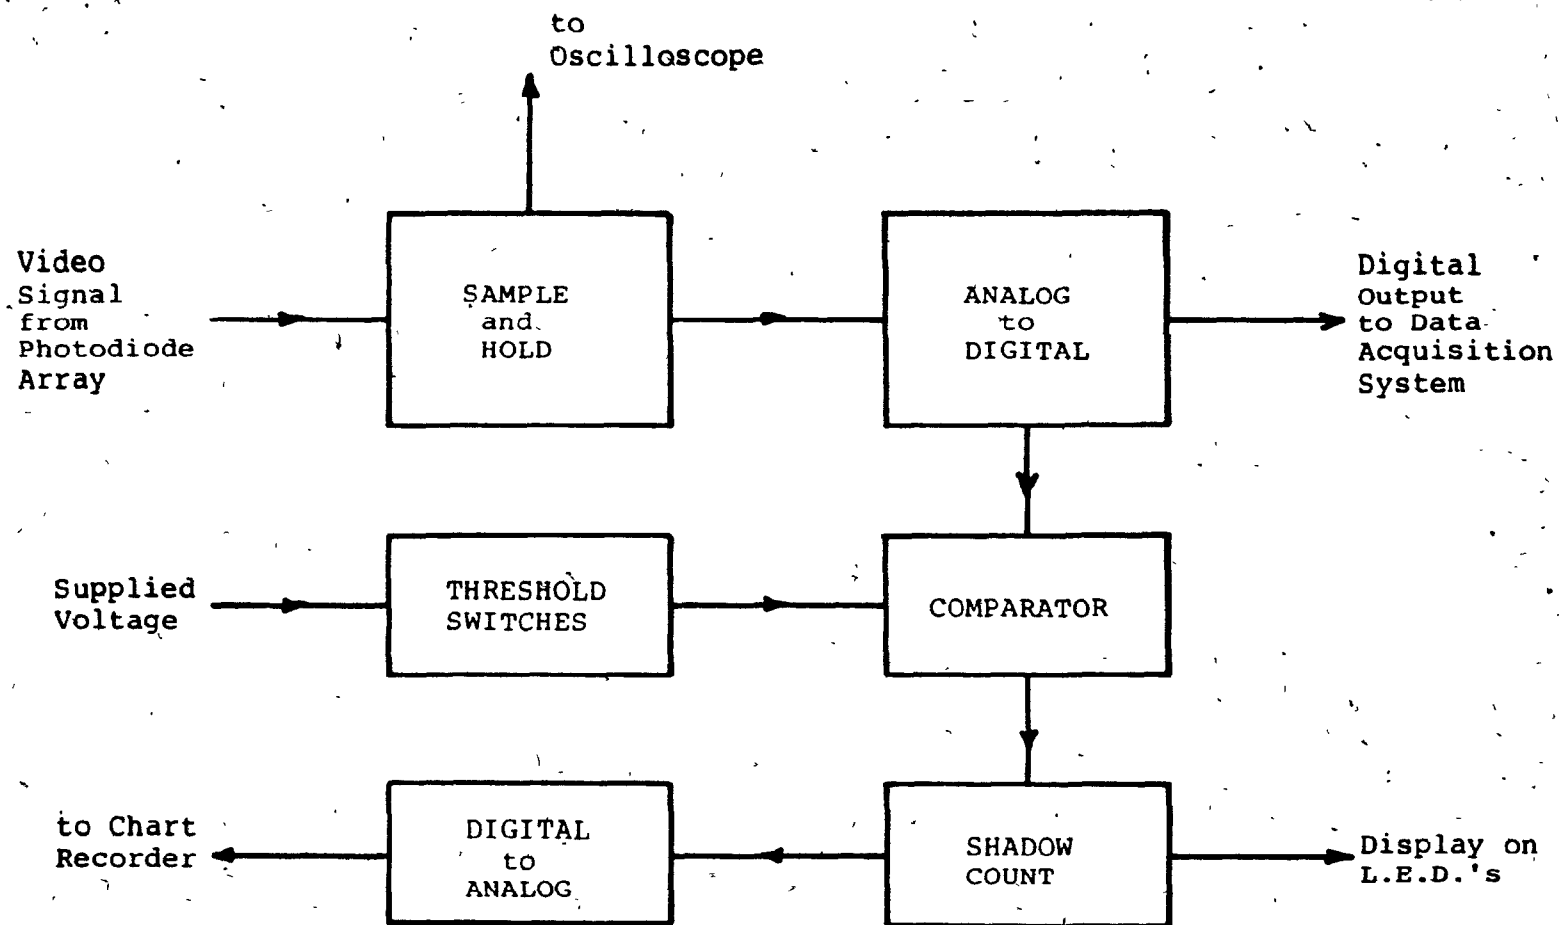 to
Oscilloscope
Video
Signal
from
Photodiode
Array
SAMPLE
and
HOLD
ANALOG
to
DIGITAL
Digital
Output
to Data
Acquisition
System
Supplied
Voltage
THRESHOLD
SWITCHES
COMPARATOR
to Chart
Recorder
DIGITAL
to
ANALOG
SHADOW
COUNT
Display on
L.E.D.'s